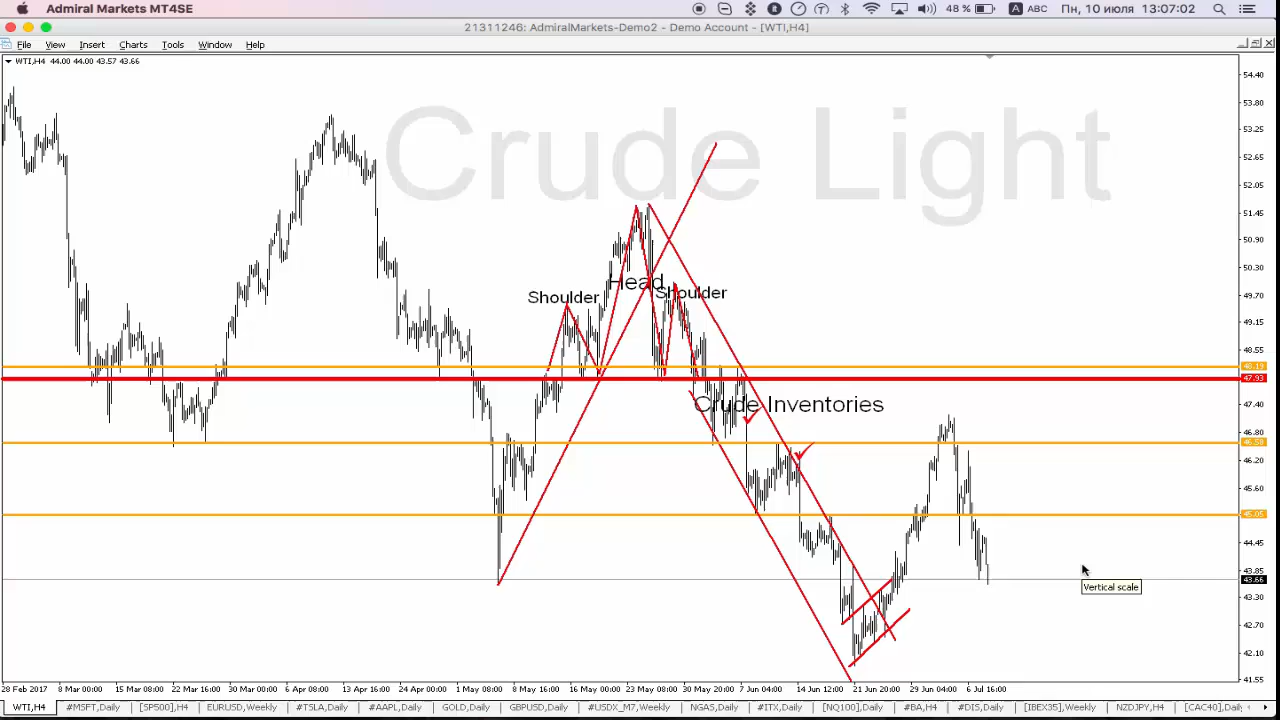 Admiral Markets MT4SE
48 %
A ABC
Пн, 10 июля 13:07:02
21311246: AdmiralMarkets-Demo2 - Demo Account - [WTI,H4]
File View Insert Charts Tools Window Help
WTI,H4 44.00 44.00 43.57 43.66
Crude Light
54.40
53.80
53.25
52.65
52.05
51.45
50.90
50.30
49.70
49.15
48.55
48.19
47.93
47.40
46.80
46.58
46.20
45.60
45.05
44.45
43.85
43.66
43.30
42.70
42.10
41.55
Head
Shoulder
Shoulder
Crude Inventories
Vertical scale
28 Feb 2017 8 Mar 00:00 15 Mar 08:00 22 Mar 16:00 30 Mar 00:00 6 Apr 08:00 13 Apr 16:00 24 Apr 00:00 1 May 08:00 8 May 16:00 16 May 00:00 23 May 08:00 30 May 20:00 7 Jun 04:00 14 Jun 12:00 21 Jun 20:00 29 Jun 04:00 6 Jul 16:00
WTI,H4 #MSFT,Daily [SP500],H4 EURUSD,Weekly #TSLA,Daily #AAPL,Daily GOLD,Daily GBPUSD,Daily #USDX_M7,Weekly NGAS,Daily #ITX,Daily [NQ100],Daily #BA,H4 #DIS,Daily [IBEX35],Weekly NZDJPY,H4 [CAC40],Daily